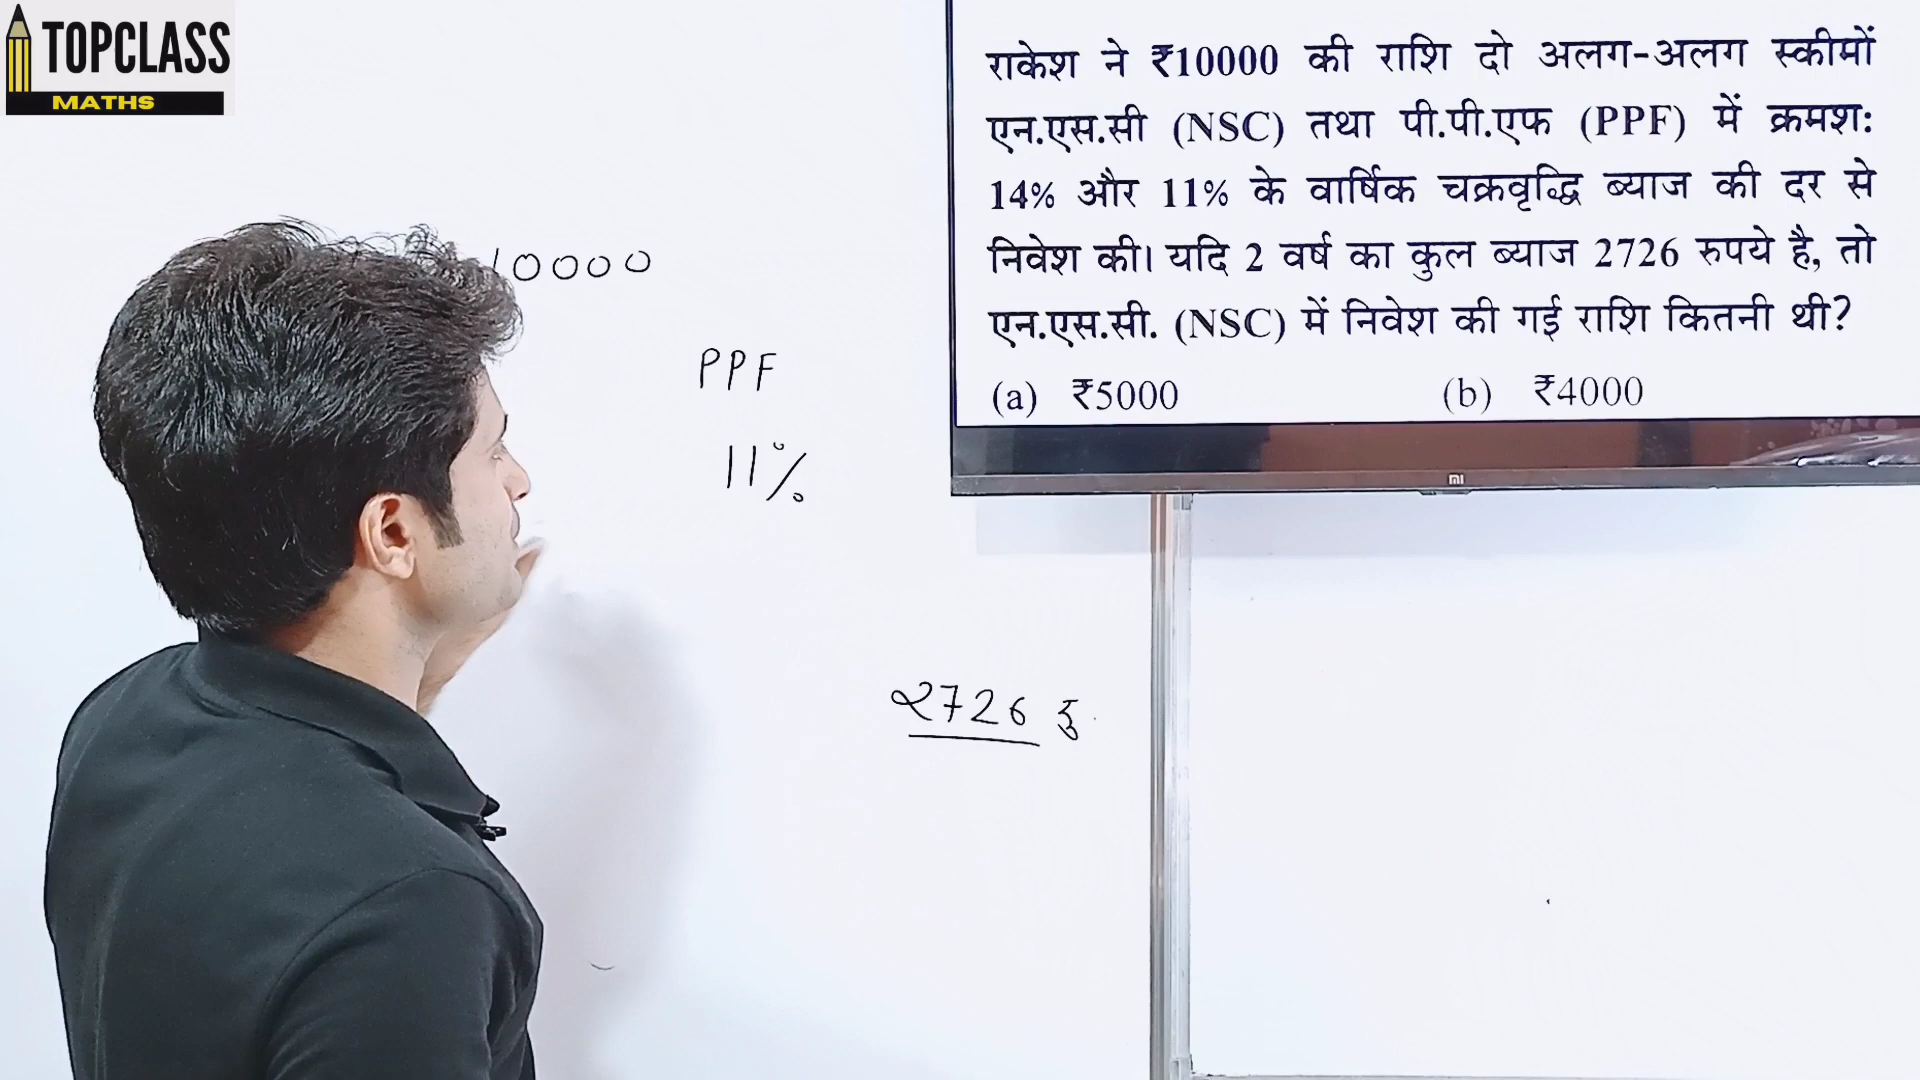 TOPCLASS
MATHS
राकेश ने ₹10000 की राशि दो अलग-अलग स्कीमों
एन.एस.सी (NSC) तथा पी.पी.एफ (PPF) में क्रमश:
14% और 11% के वार्षिक चक्रवृद्धि ब्याज की दर से
निवेश की। यदि 2 वर्ष का कुल ब्याज 2726 रुपये है, तो
एन.एस.सी. (NSC) में निवेश की गई राशि कितनी थी?
(a) ₹5000 (b) ₹4000
mi
10000
PPF
11%
2726 रु